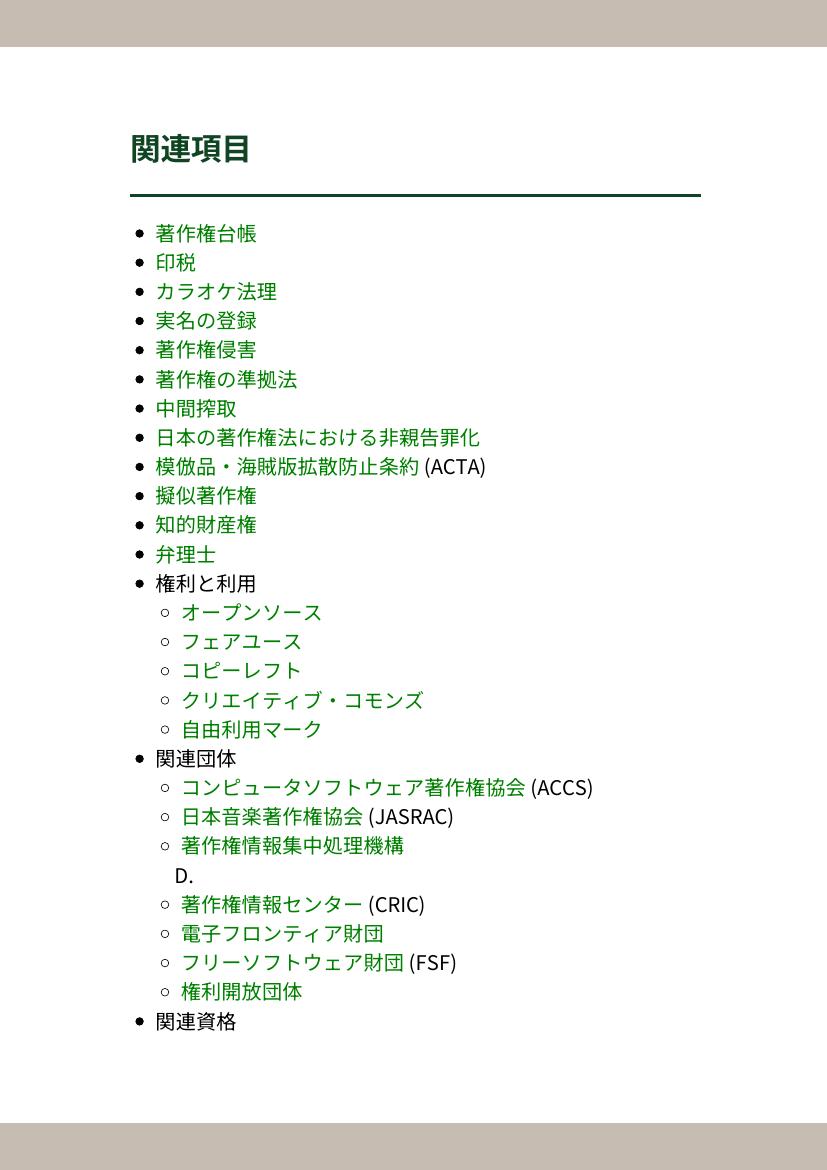 関連項目
著作権台帳
印税
カラオケ法理
実名の登録
著作権侵害
著作権の準拠法
中間搾取
日本の著作権法における非親告罪化
模倣品・海賊版拡散防止条約 (ACTA)
擬似著作権
知的財産権
弁理士
権利と利用
オープンソース
フェアユース
コピーレフト
クリエイティブ・コモンズ
自由利用マーク
関連団体
コンピュータソフトウェア著作権協会 (ACCS)
日本音楽著作権協会 (JASRAC)
著作権情報集中処理機構
D.
著作権情報センター (CRIC)
電子フロンティア財団
フリーソフトウェア財団 (FSF)
権利開放団体
関連資格